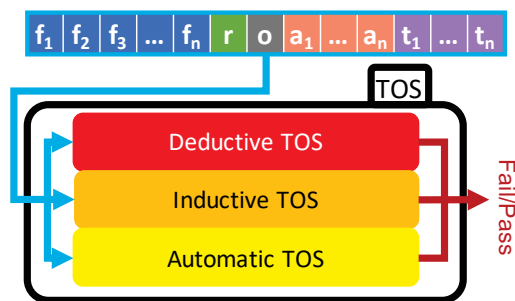 f₁ f₂ f₃ ... fₙ r o a₁ ... aₙ t₁ ... tₙ
TOS
Deductive TOS
Inductive TOS
Automatic TOS
Fail/Pass